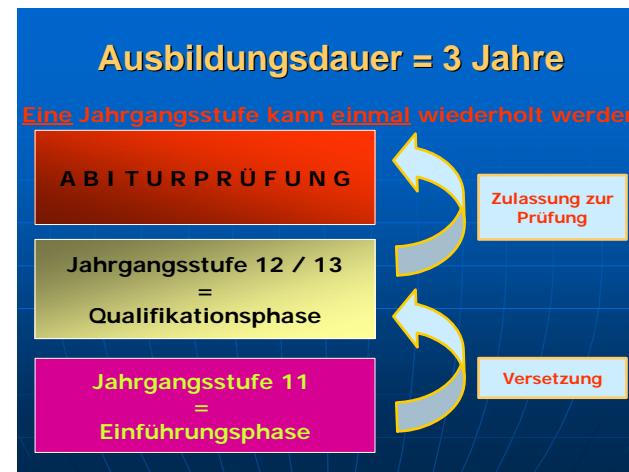 Ausbildungsdauer = 3 Jahre
Eine Jahrgangsstufe kann einmal wiederholt werden
ABITURPRÜFUNG
Zulassung zur
Prüfung
Jahrgangsstufe 12 / 13
=
Qualifikationsphase
Jahrgangsstufe 11
=
Einführungsphase
Versetzung